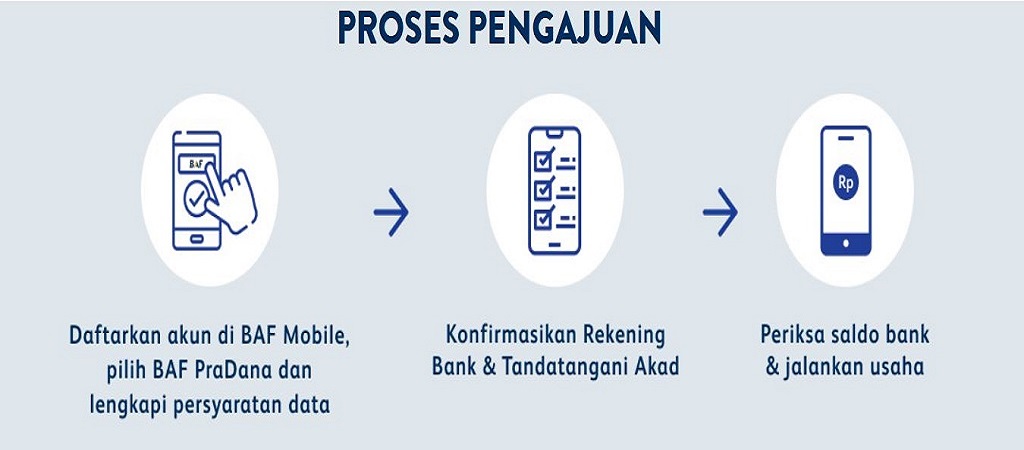 PROSES PENGAJUAN
BAF
Rp
Daftarkan akun di BAF Mobile,
pilih BAF PraDana dan
lengkapi persyaratan data
Konfirmasikan Rekening
Bank & Tandatangani Akad
Periksa saldo bank
& jalankan usaha